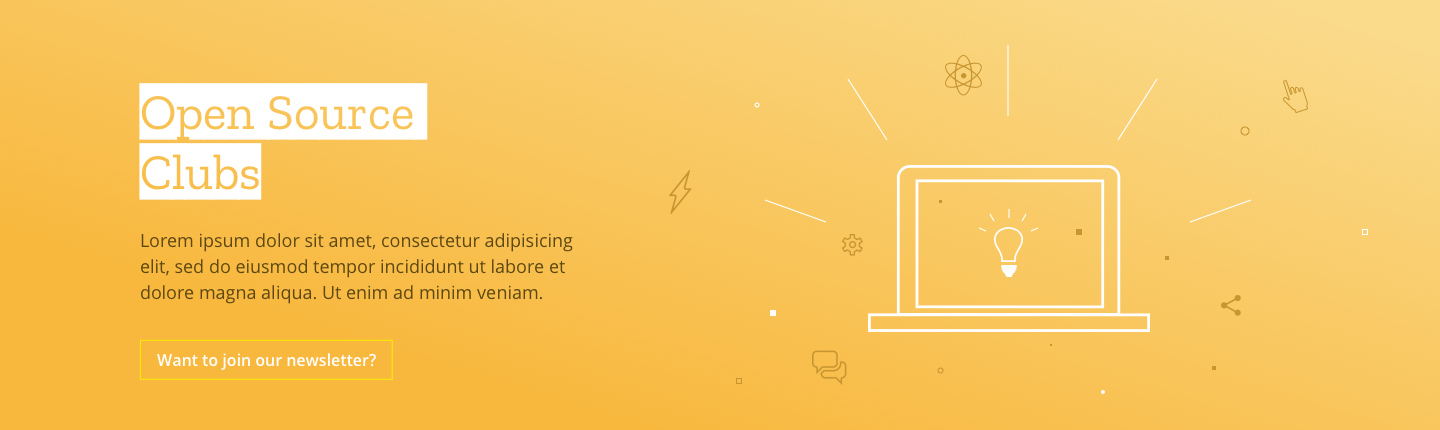 Open Source
Clubs
Lorem ipsum dolor sit amet, consectetur adipisicing
elit, sed do eiusmod tempor incididunt ut labore et
dolore magna aliqua. Ut enim ad minim veniam.
Want to join our newsletter?